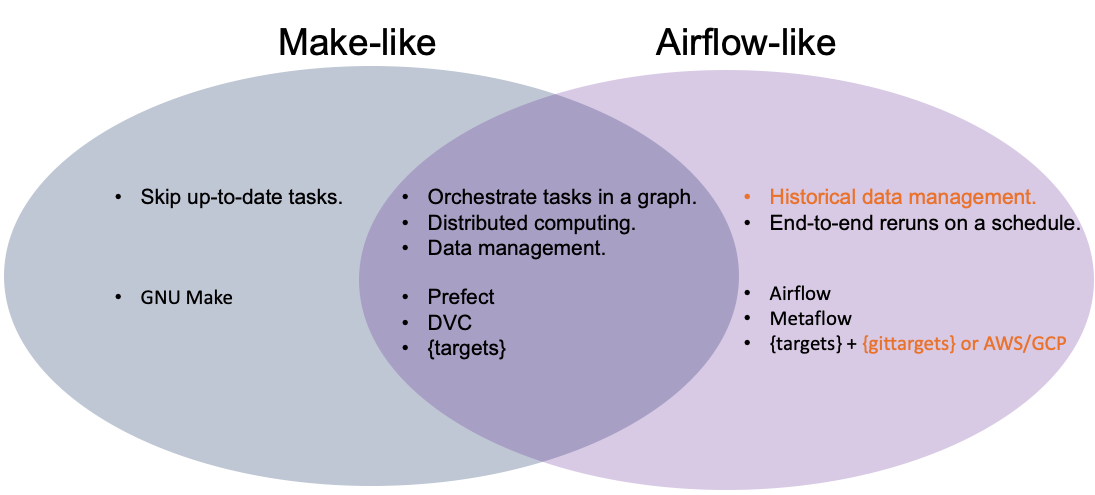 Make-like
Airflow-like
• Skip up-to-date tasks.
• GNU Make
• Orchestrate tasks in a graph.
• Distributed computing.
• Data management.
• Prefect
• DVC
• {targets}
• Historical data management.
• End-to-end reruns on a schedule.
• Airflow
• Metaflow
• {targets} + {gittargets} or AWS/GCP